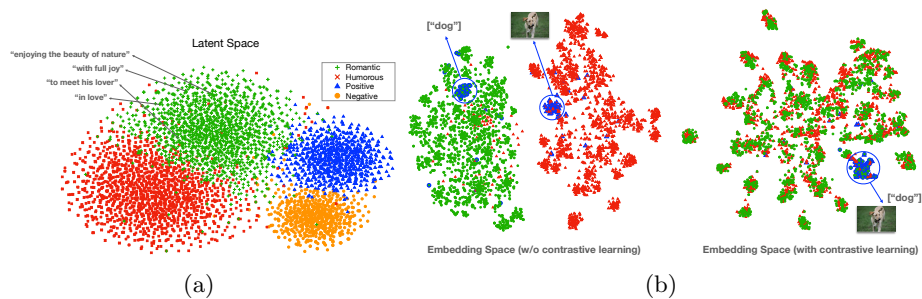 Latent Space
“enjoying the beauty of nature”
“with full joy”
“to meet his lover”
“in love”
Romantic
Humorous
Positive
Negative
(a)
[“dog”]
Embedding Space (w/o contrastive learning)
[“dog”]
Embedding Space (with contrastive learning)
(b)